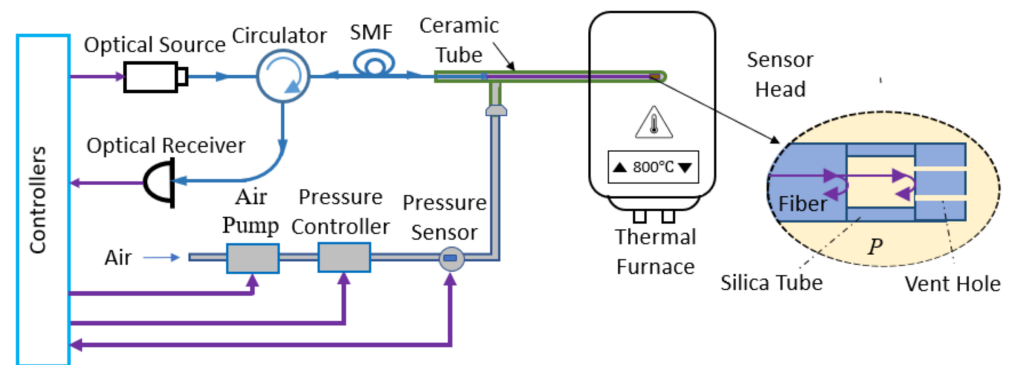 Optical Source
Circulator
SMF
Ceramic
Tube
Sensor
Head
Optical Receiver
Controllers
Air
Pump
Pressure
Controller
Pressure
Sensor
Air
▲ 800°C ▼
Thermal
Furnace
Fiber
P
Silica Tube
Vent Hole